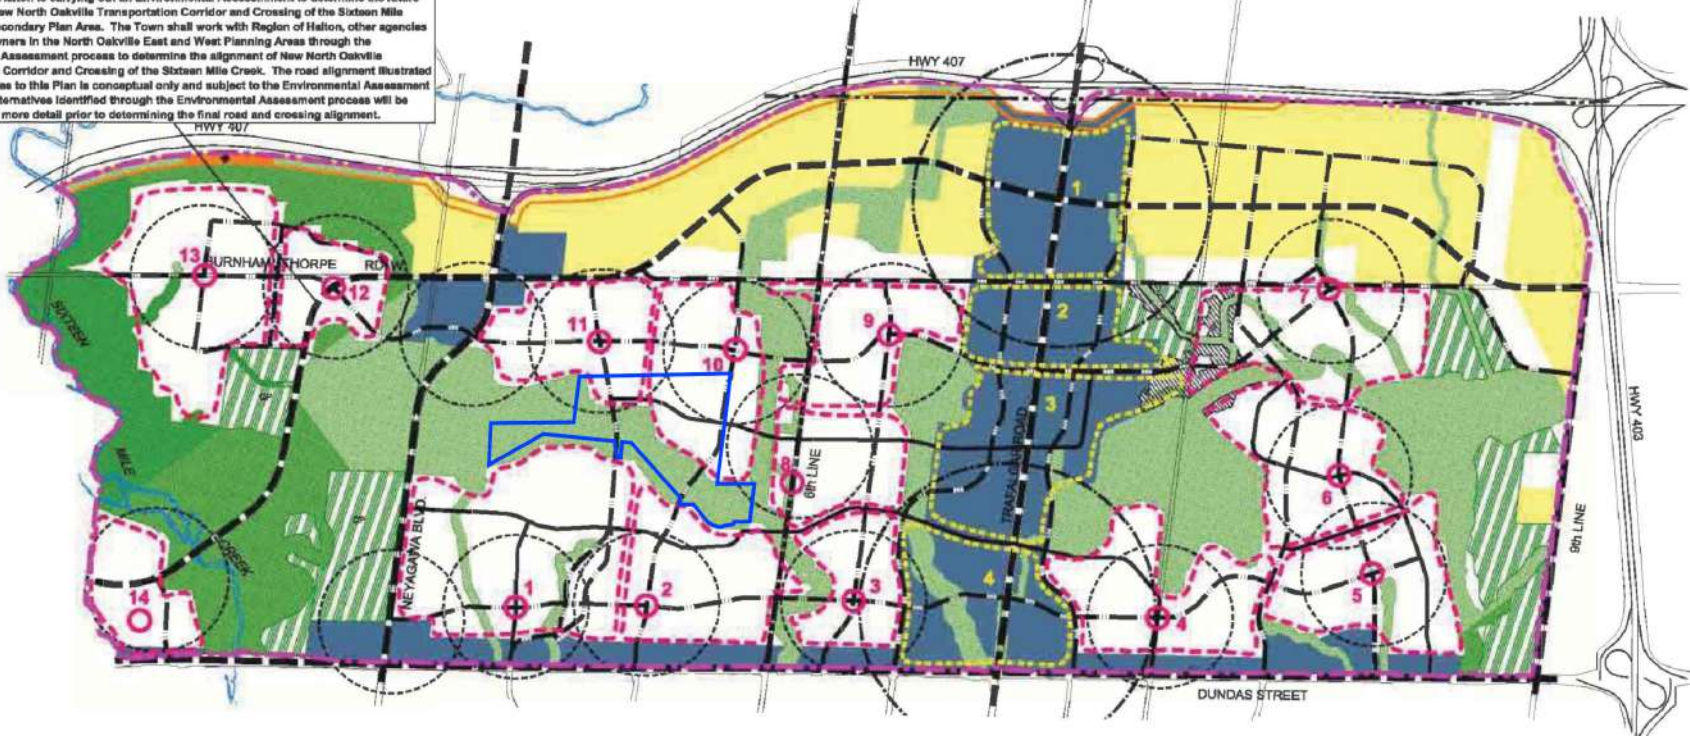 ew North Oakville Transportation Corridor and Crossing of the Sixteen Mile
condary Plan Area. The Town shall work with Region of Halton, other agencies
ners in the North Oakville East and West Planning Areas through the
Assessment process to determine the alignment of New North Oakville
Corridor and Crossing of the Sixteen Mile Creek. The road alignment illustrated
es to this Plan is conceptual only and subject to the Environmental Assessment
ternatives identified through the Environmental Assessment process will be
more detail prior to determining the final road and crossing alignment.
HWY 407
HWY 407
1
13
BURNHAMTHORPE RD. W.
12
7
2
11
9
10
SIXTEEN
3
HWY 403
TRAFALGAR ROAD
MILE
8
6th LINE
6
9th LINE
NEYAGAWA BLVD.
CREEK
14
1
2
3
4
5
4
DUNDAS STREET